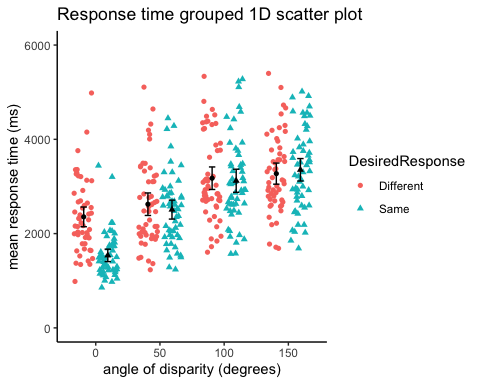 Response time grouped 1D scatter plot
mean response time (ms)
6000
4000
2000
0
0 50 100 150
angle of disparity (degrees)
DesiredResponse
Different
Same